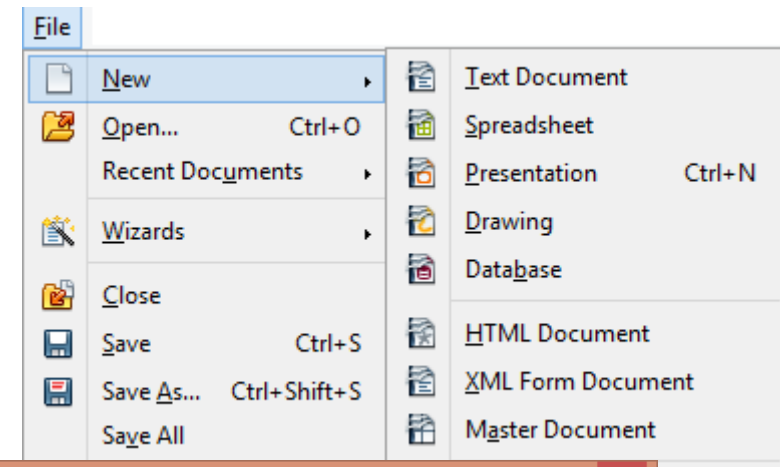 File
New
Open... Ctrl+O
Recent Documents
Wizards
Close
Save Ctrl+S
Save As... Ctrl+Shift+S
Save All
Text Document
Spreadsheet
Presentation Ctrl+N
Drawing
Database
HTML Document
XML Form Document
Master Document